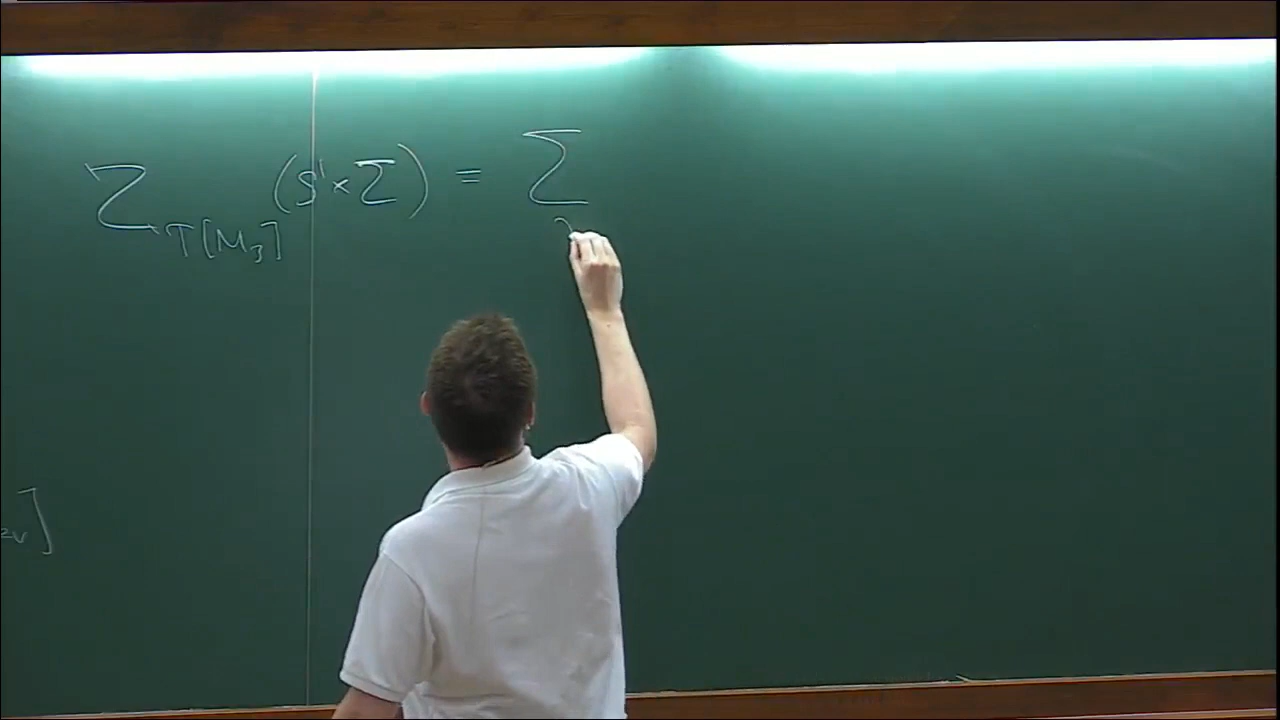 Z_{T[M_3]} (S^1 × Σ) = Σ
]